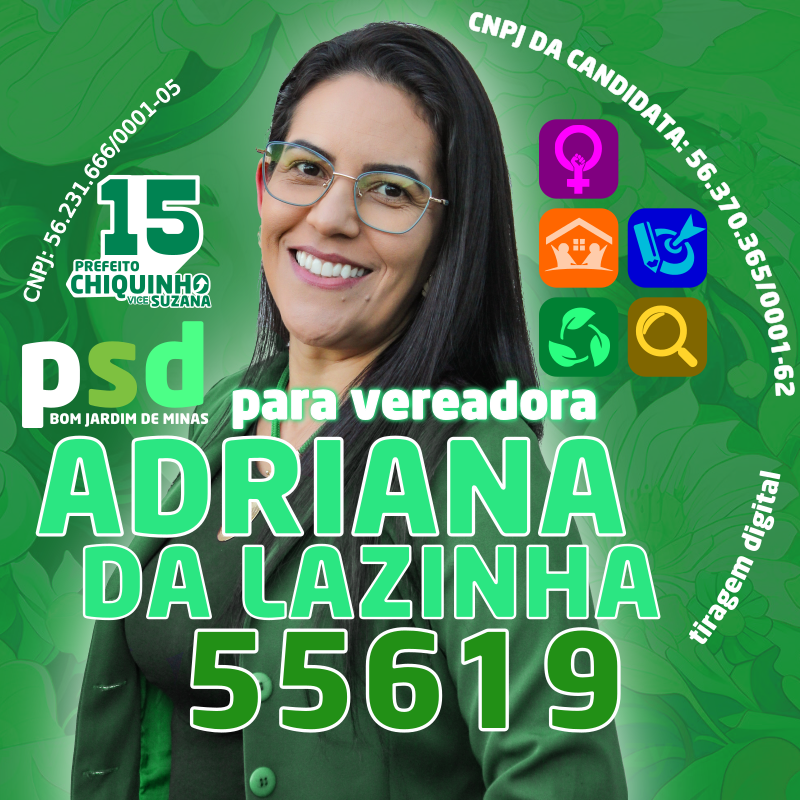 CNPJ DA CANDIDATA: 56.370.365/0001-62
CNPJ: 56.231.666/0001-05
15
PREFEITO
CHIQUINHO
VICE SUZANA
psd
BOM JARDIM DE MINAS
para vereadora
ADRIANA
DA LAZINHA
55619
tiragem digital